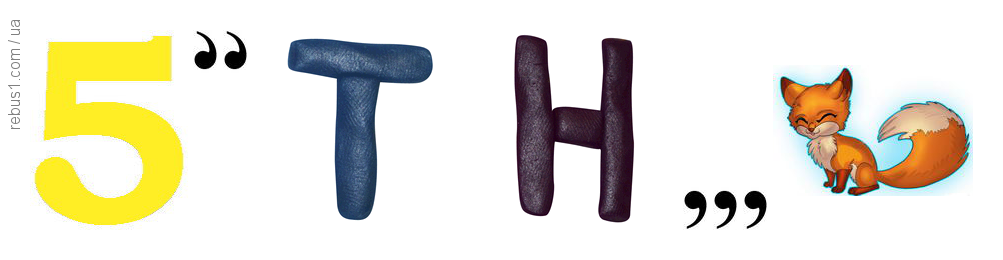 rebus1.com/ua
5 “ Т Н ,,,